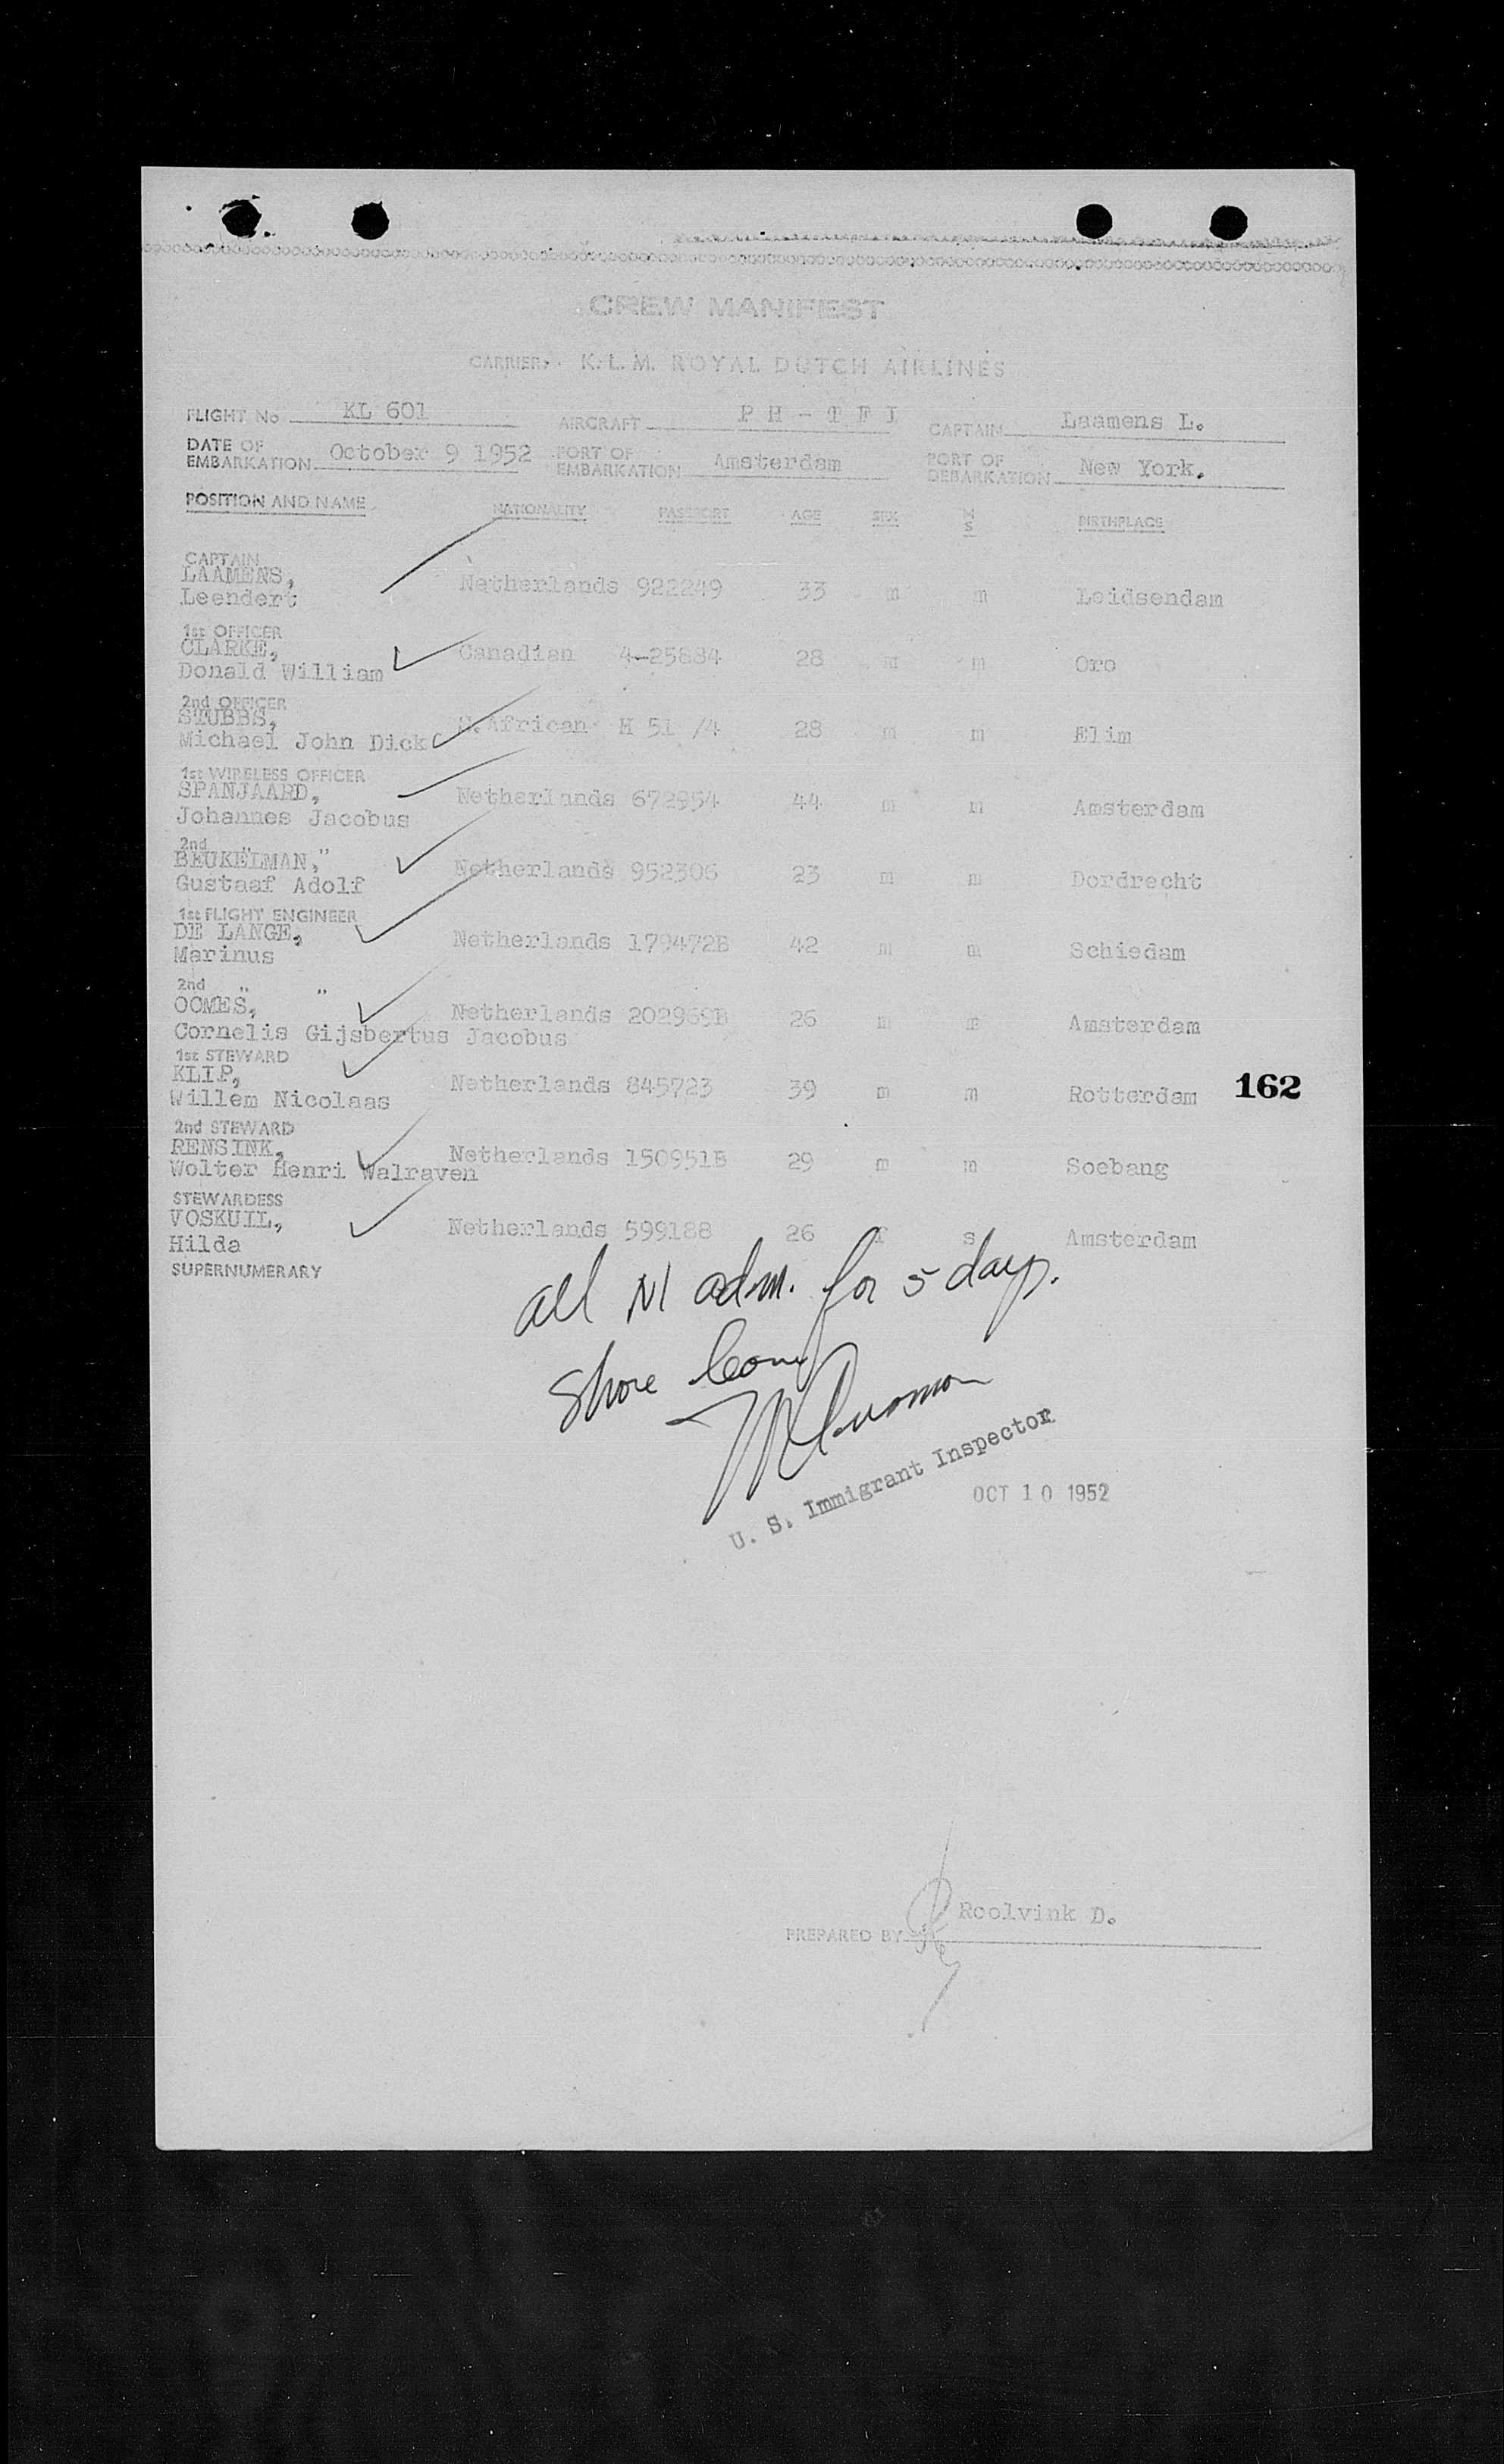 CREW MANIFEST
CARRIER: K.L.M. ROYAL DUTCH AIRLINES
FLIGHT No KL 601 AIRCRAFT PH-TFI CAPTAIN Laamens L.
DATE OF EMBARKATION October 9 1952 PORT OF EMBARKATION Amsterdam PORT OF DEBARKATION New York.
POSITION AND NAME NATIONALITY PASSPORT AGE SEX M S BIRTHPLACE
CAPTAIN
LAAMENS,
Leendert Netherlands 922249 33 m m Leidsendam
1st OFFICER
CLARKE,
Donald William Canadian 4-25884 28 m m Oro
2nd OFFICER
STUBBS,
Michael John Dick S.African H 51 /4 28 m m Elim
1st WIRELESS OFFICER
SPANJAARD,
Johannes Jacobus Netherlands 672954 44 m m Amsterdam
2nd " "
BEUKELMAN,
Gustaaf Adolf Netherlands 952306 23 m m Dordrecht
1st FLIGHT ENGINEER
DE LANGE,
Marinus Netherlands 179472B 42 m m Schiedam
2nd " "
OOMES,
Cornelis Gijsbertus Jacobus Netherlands 202969B 26 m m Amsterdam
1st STEWARD
KLIP,
Willem Nicolaas Netherlands 845723 39 m m Rotterdam 162
2nd STEWARD
RENSINK,
Wolter Henri Walraven Netherlands 150951B 29 m m Soebang
STEWARDESS
VOSKUIL,
Hilda Netherlands 599188 26 f s Amsterdam
SUPERNUMERARY
all NI adm. for 5 days.
Shore leave
U. S. Immigrant Inspector
OCT 10 1952
Roolvink D.
PREPARED BY